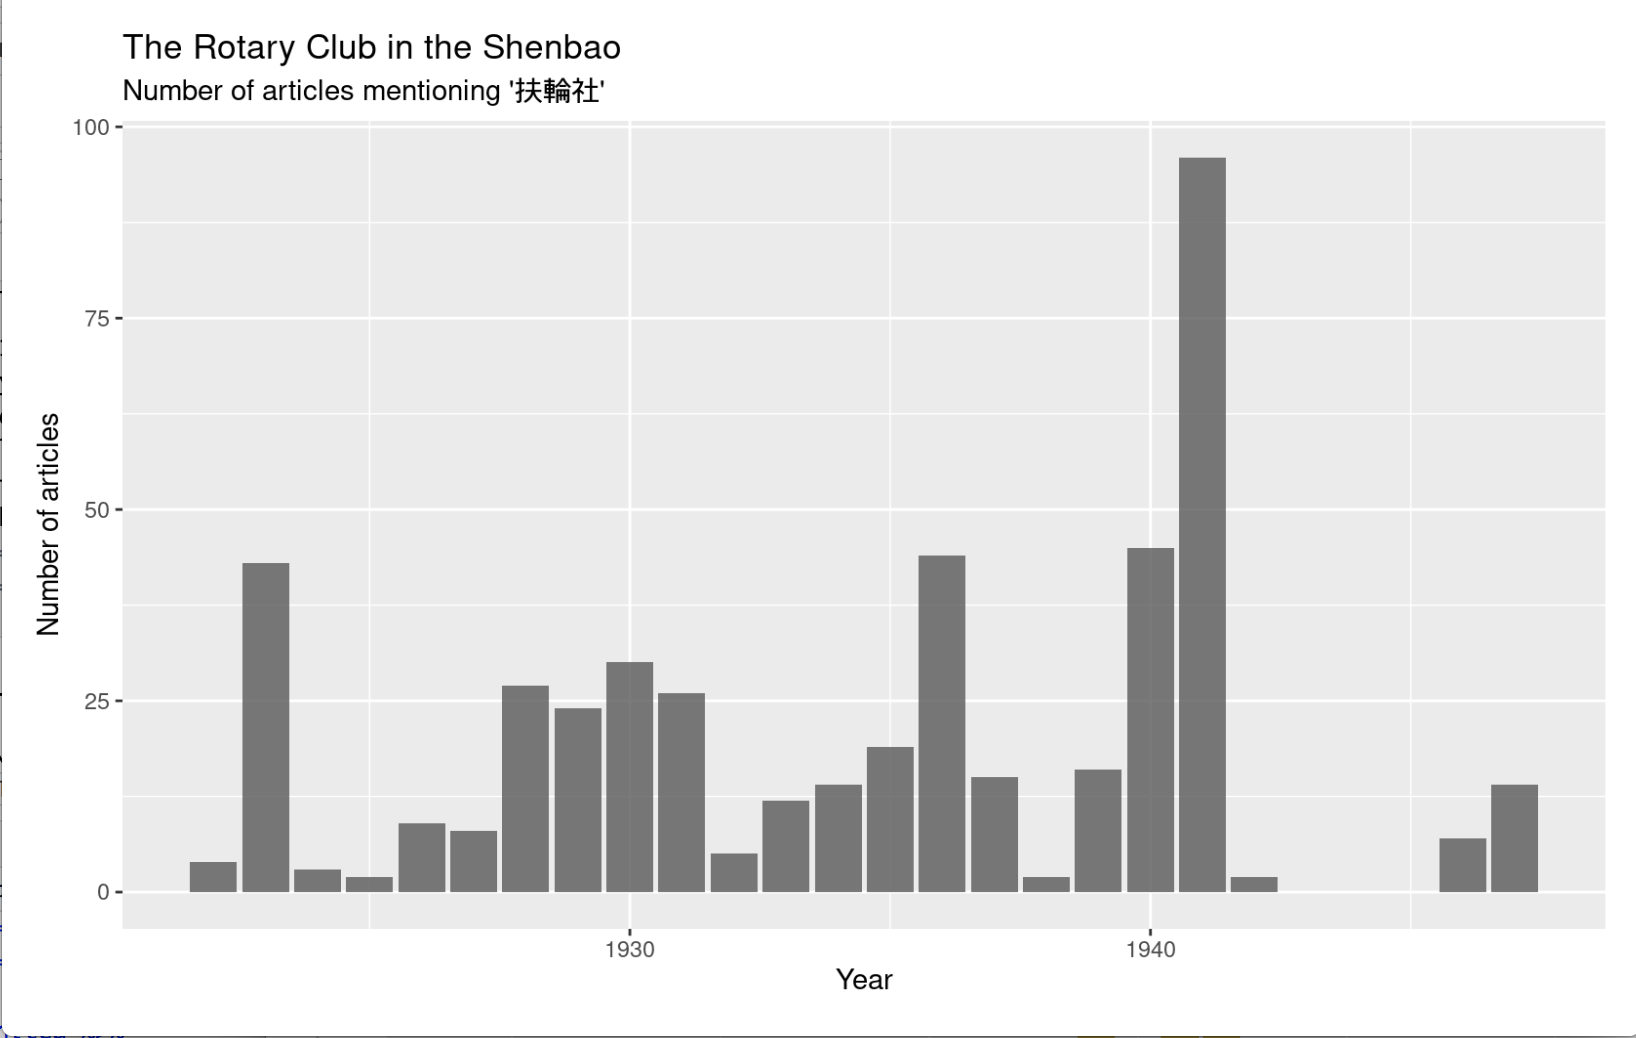 The Rotary Club in the Shenbao
Number of articles mentioning '扶輪社'
100
75
50
25
0
Number of articles
1930
1940
Year